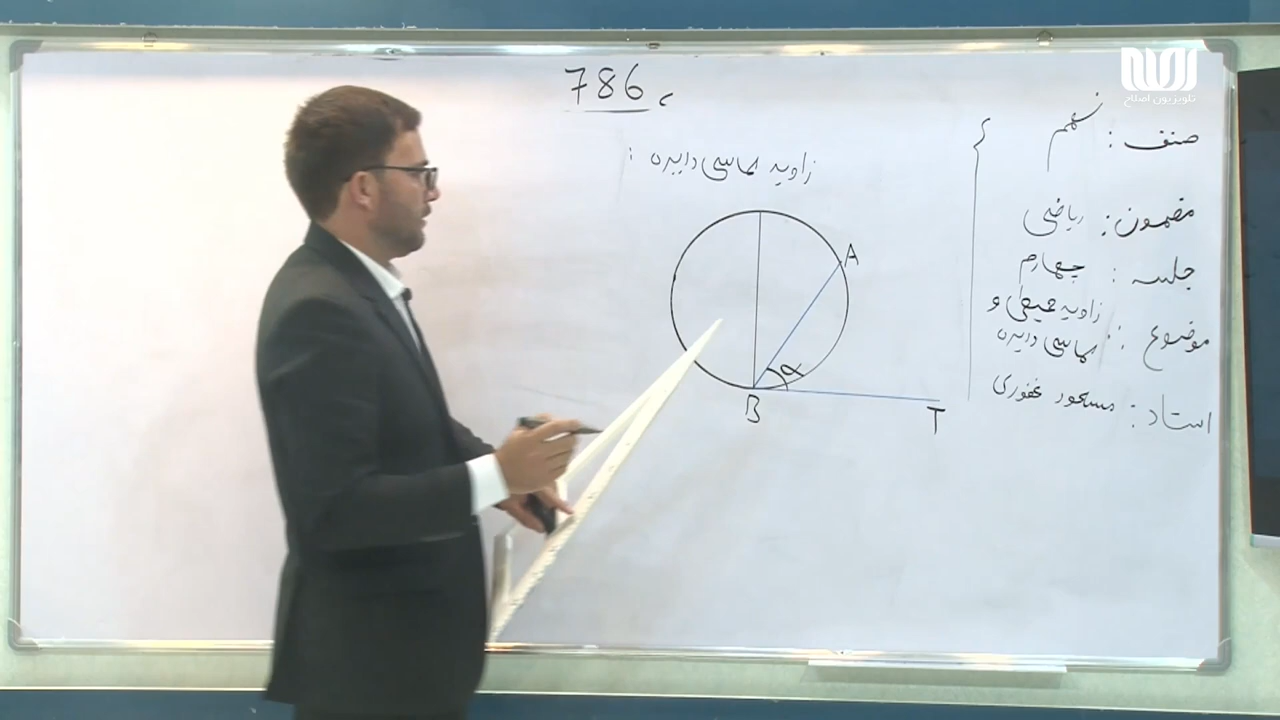 786
صنف : نهم
مضمون : ریاضی
جلسه : چهارم
موضوع : زاویه محیطی و
مماسی دایره
استاد : مسعود غفوری
زاویه مماسی دایره :
A
α
B
T
اصلاح
تلویزیون اصلاح